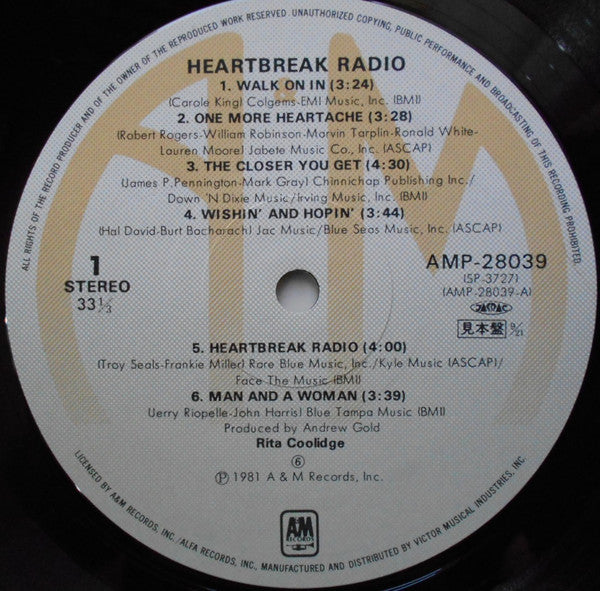 ALL RIGHTS OF THE RECORD PRODUCER AND OF THE OWNER OF THE REPRODUCED WORK RESERVED UNAUTHORIZED COPYING, PUBLIC PERFORMANCE AND BROADCASTING OF THIS RECORDING PROHIBITED.
HEARTBREAK RADIO
1. WALK ON IN (3:24)
(Carole King) Colgems-EMI Music, Inc. (BMI)
2. ONE MORE HEARTACHE (3:28)
(Robert Rogers-William Robinson-Marvin Tarplin-Ronald White-
Lauren Moore) Jabete Music Co., Inc. (ASCAP)
3. THE CLOSER YOU GET (4:30)
(James P.Pennington-Mark Gray) Chinnichap Publishing Inc./
Down 'N Dixie Music/Irving Music, Inc. (BMI)
4. WISHIN' AND HOPIN' (3:44)
(Hal David-Burt Bacharach) Jac Music/Blue Seas Music, Inc. (ASCAP)
1
STEREO
33⅓
AMP-28039
(SP-3727)
(AMP-28039-A)
JASRAC
見本盤 9/21
5. HEARTBREAK RADIO (4:00)
(Troy Seals-Frankie Miller) Rare Blue Music, Inc./Kyle Music (ASCAP)/
Face The Music (BMI)
6. MAN AND A WOMAN (3:39)
(Jerry Riopelle-John Harris) Blue Tampa Music (BMI)
Produced by Andrew Gold
Rita Coolidge
⑥
Ⓟ 1981 A & M Records, Inc.
A&M
RECORDS
LICENSED BY A&M RECORDS, INC./ALFA RECORDS, INC. MANUFACTURED AND DISTRIBUTED BY VICTOR MUSICAL INDUSTRIES, INC.